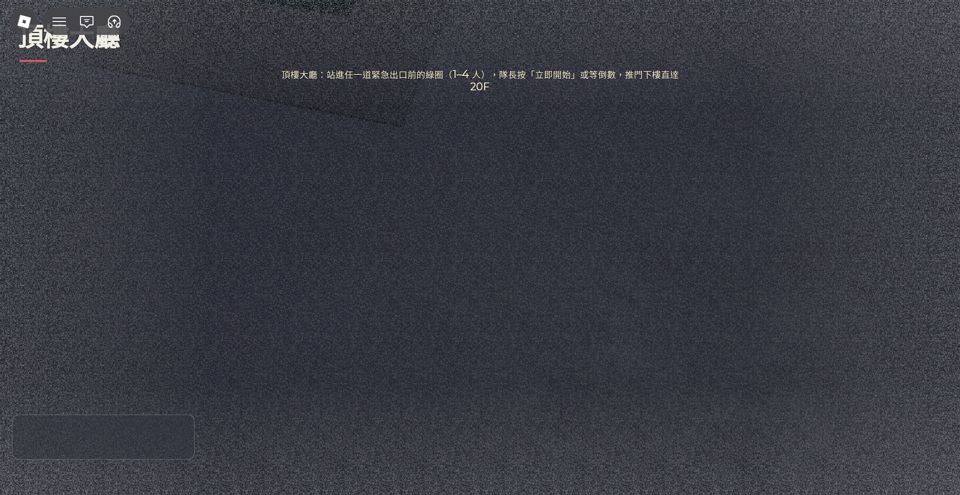 頂樓大廳
頂樓大廳：站進任一道緊急出口前的綠圈（1–4 人），隊長按「立即開始」或等倒數，推門下樓直達
20F